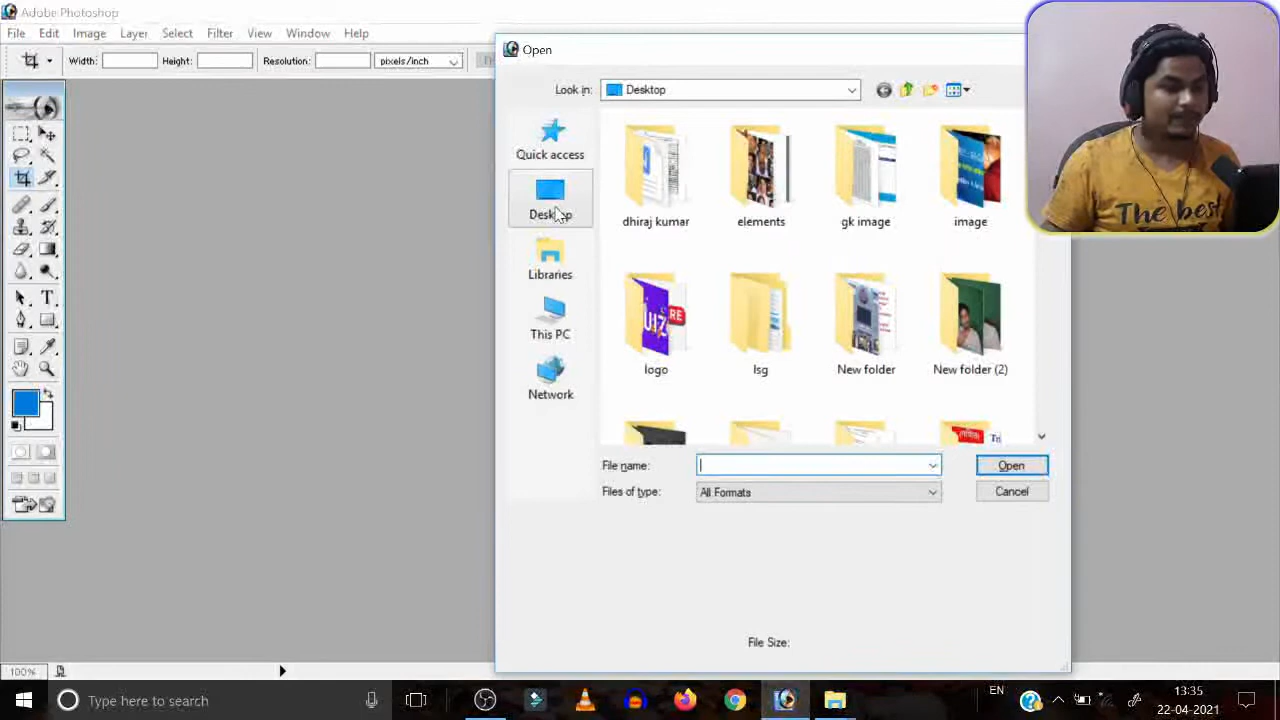 Adobe Photoshop
File Edit Image Layer Select Filter View Window Help
Width: Height: Resolution: pixels/inch
Open
Look in: Desktop
Quick access
Desktop
Libraries
This PC
Network
dhiraj kumar elements gk image image
logo lsg New folder New folder (2)
File name: Open
Files of type: All Formats Cancel
File Size:
THE best
100%
Type here to search
EN
13:35
22-04-2021